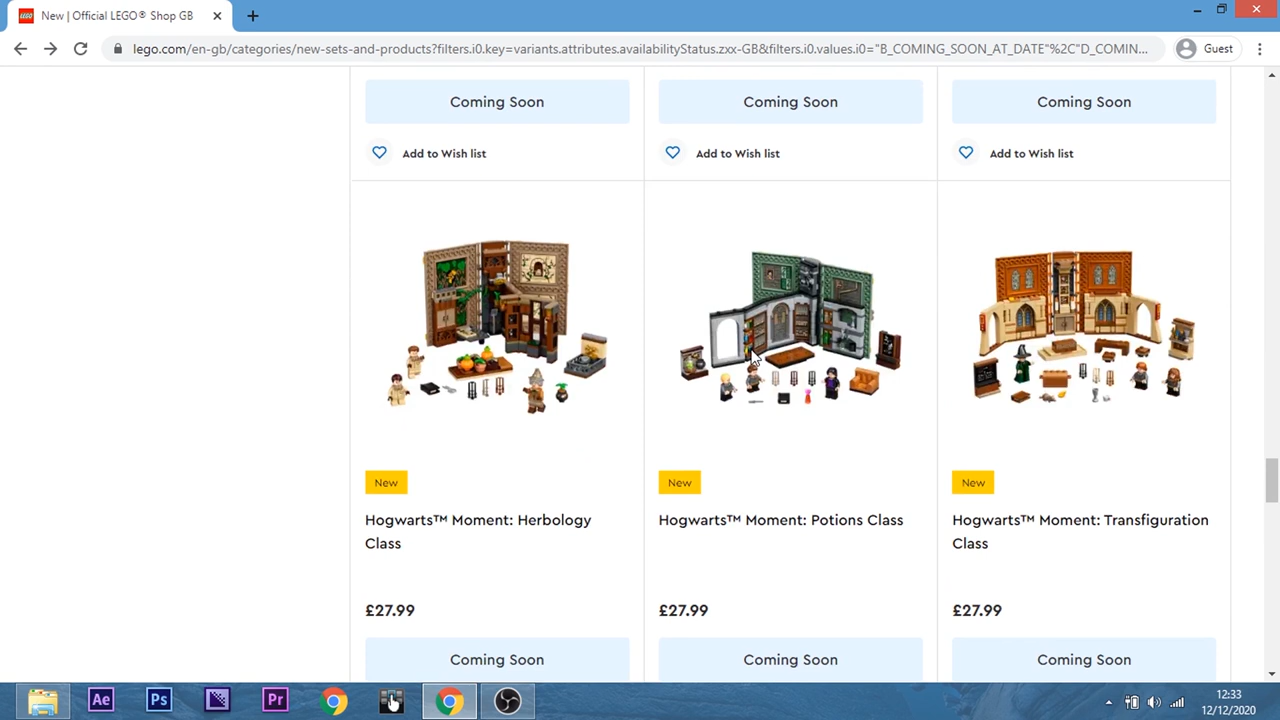 New | Official LEGO® Shop GB
lego.com/en-gb/categories/new-sets-and-products?filters.i0.key=variants.attributes.availabilityStatus.zxx-GB&filters.i0.values.i0="B_COMING_SOON_AT_DATE"%2C"D_COMIN...
Guest
Coming Soon
Coming Soon
Coming Soon
Add to Wish list
Add to Wish list
Add to Wish list
New
New
New
Hogwarts™ Moment: Herbology
Class
Hogwarts™ Moment: Potions Class
Hogwarts™ Moment: Transfiguration
Class
£27.99
£27.99
£27.99
Coming Soon
Coming Soon
Coming Soon
Ae
Ps
Pr
12:33
12/12/2020